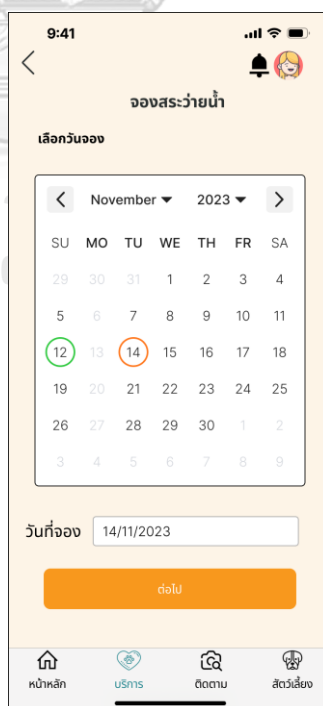 9:41
จองสระว่ายน้ำ
เลือกวันจอง
November 2023
SU MO TU WE TH FR SA
29 30 31 1 2 3 4
5 6 7 8 9 10 11
12 13 14 15 16 17 18
19 20 21 22 23 24 25
26 27 28 29 30 1 2
3 4 5 6 7 8 9
วันที่จอง 14/11/2023
ต่อไป
หน้าหลัก บริการ ติดตาม สัตว์เลี้ยง